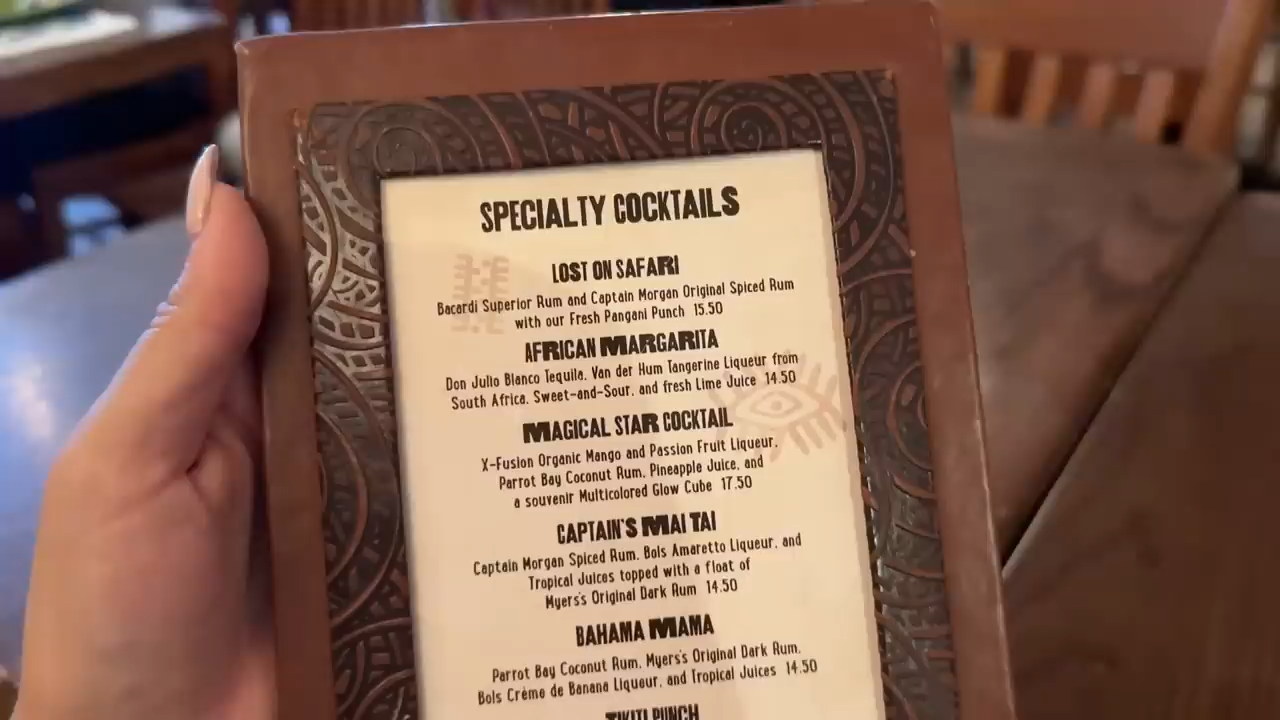 SPECIALTY COCKTAILS
LOST ON SAFARI
Bacardi Superior Rum and Captain Morgan Original Spiced Rum
with our Fresh Pangani Punch 15.50
AFRICAN MARGARITA
Don Julio Blanco Tequila, Van der Hum Tangerine Liqueur from
South Africa, Sweet-and-Sour, and fresh Lime Juice 14.50
MAGICAL STAR COCKTAIL
X-Fusion Organic Mango and Passion Fruit Liqueur,
Parrot Bay Coconut Rum, Pineapple Juice, and
a souvenir Multicolored Glow Cube 17.50
CAPTAIN'S MAI TAI
Captain Morgan Spiced Rum, Bols Amaretto Liqueur, and
Tropical Juices topped with a float of
Myers's Original Dark Rum 14.50
BAHAMA MAMA
Parrot Bay Coconut Rum, Myers's Original Dark Rum,
Bols Crème de Banana Liqueur, and Tropical Juices 14.50
TIKITI PUNCH